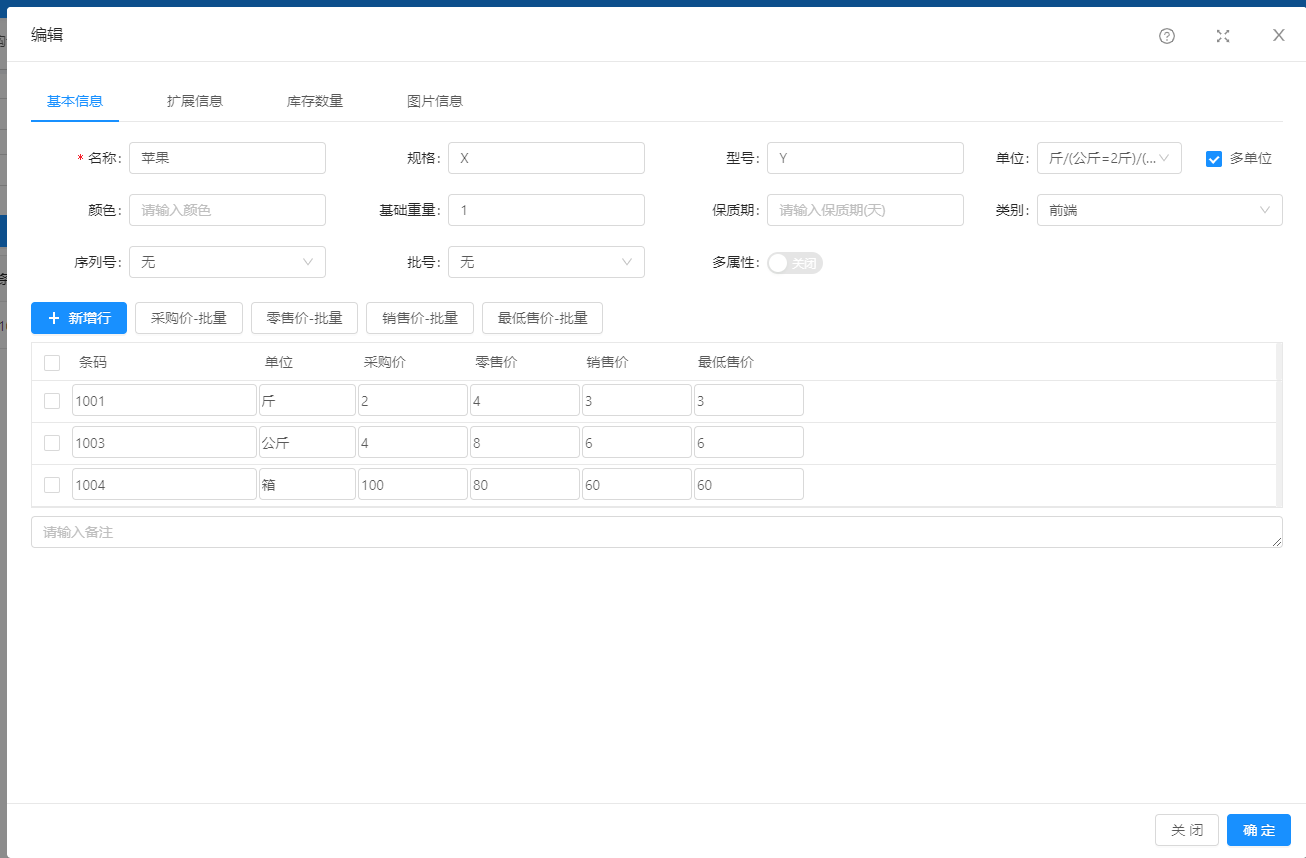 编辑
基本信息 扩展信息 库存数量 图片信息
* 名称: 苹果 规格: X 型号: Y 单位: 斤/(公斤=2斤)/(... 多单位
颜色: 请输入颜色 基础重量: 1 保质期: 请输入保质期(天) 类别: 前端
序列号: 无 批号: 无 多属性: 关闭
+ 新增行 采购价-批量 零售价-批量 销售价-批量 最低售价-批量
条码 单位 采购价 零售价 销售价 最低售价
1001 斤 2 4 3 3
1003 公斤 4 8 6 6
1004 箱 100 80 60 60
请输入备注
关 闭 确 定